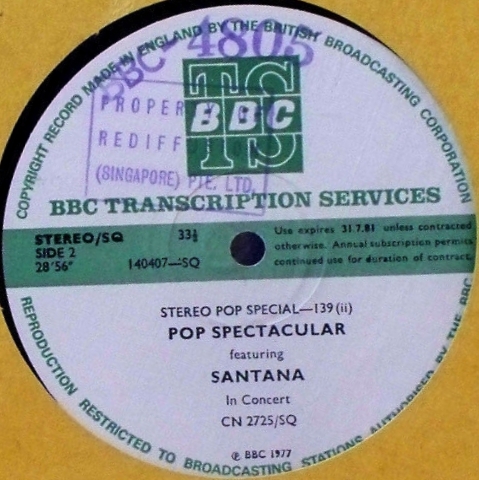 COPYRIGHT RECORD MADE IN ENGLAND BY THE BRITISH BROADCASTING CORPORATION
BBC-4805
TS
BBC
TS
PROPER
REDIFF
(SINGAPORE) PTE. LTD.
BBC TRANSCRIPTION SERVICES
STEREO/SQ 33⅓
SIDE 2
28'56" 140407—SQ
Use expires 31.7.81 unless contracted
otherwise. Annual subscription permits
continued use for duration of contract.
STEREO POP SPECIAL—139 (ii)
POP SPECTACULAR
featuring
SANTANA
In Concert
CN 2725/SQ
℗ BBC 1977
REPRODUCTION RESTRICTED TO BROADCASTING STATIONS AUTHORISED BY THE BBC